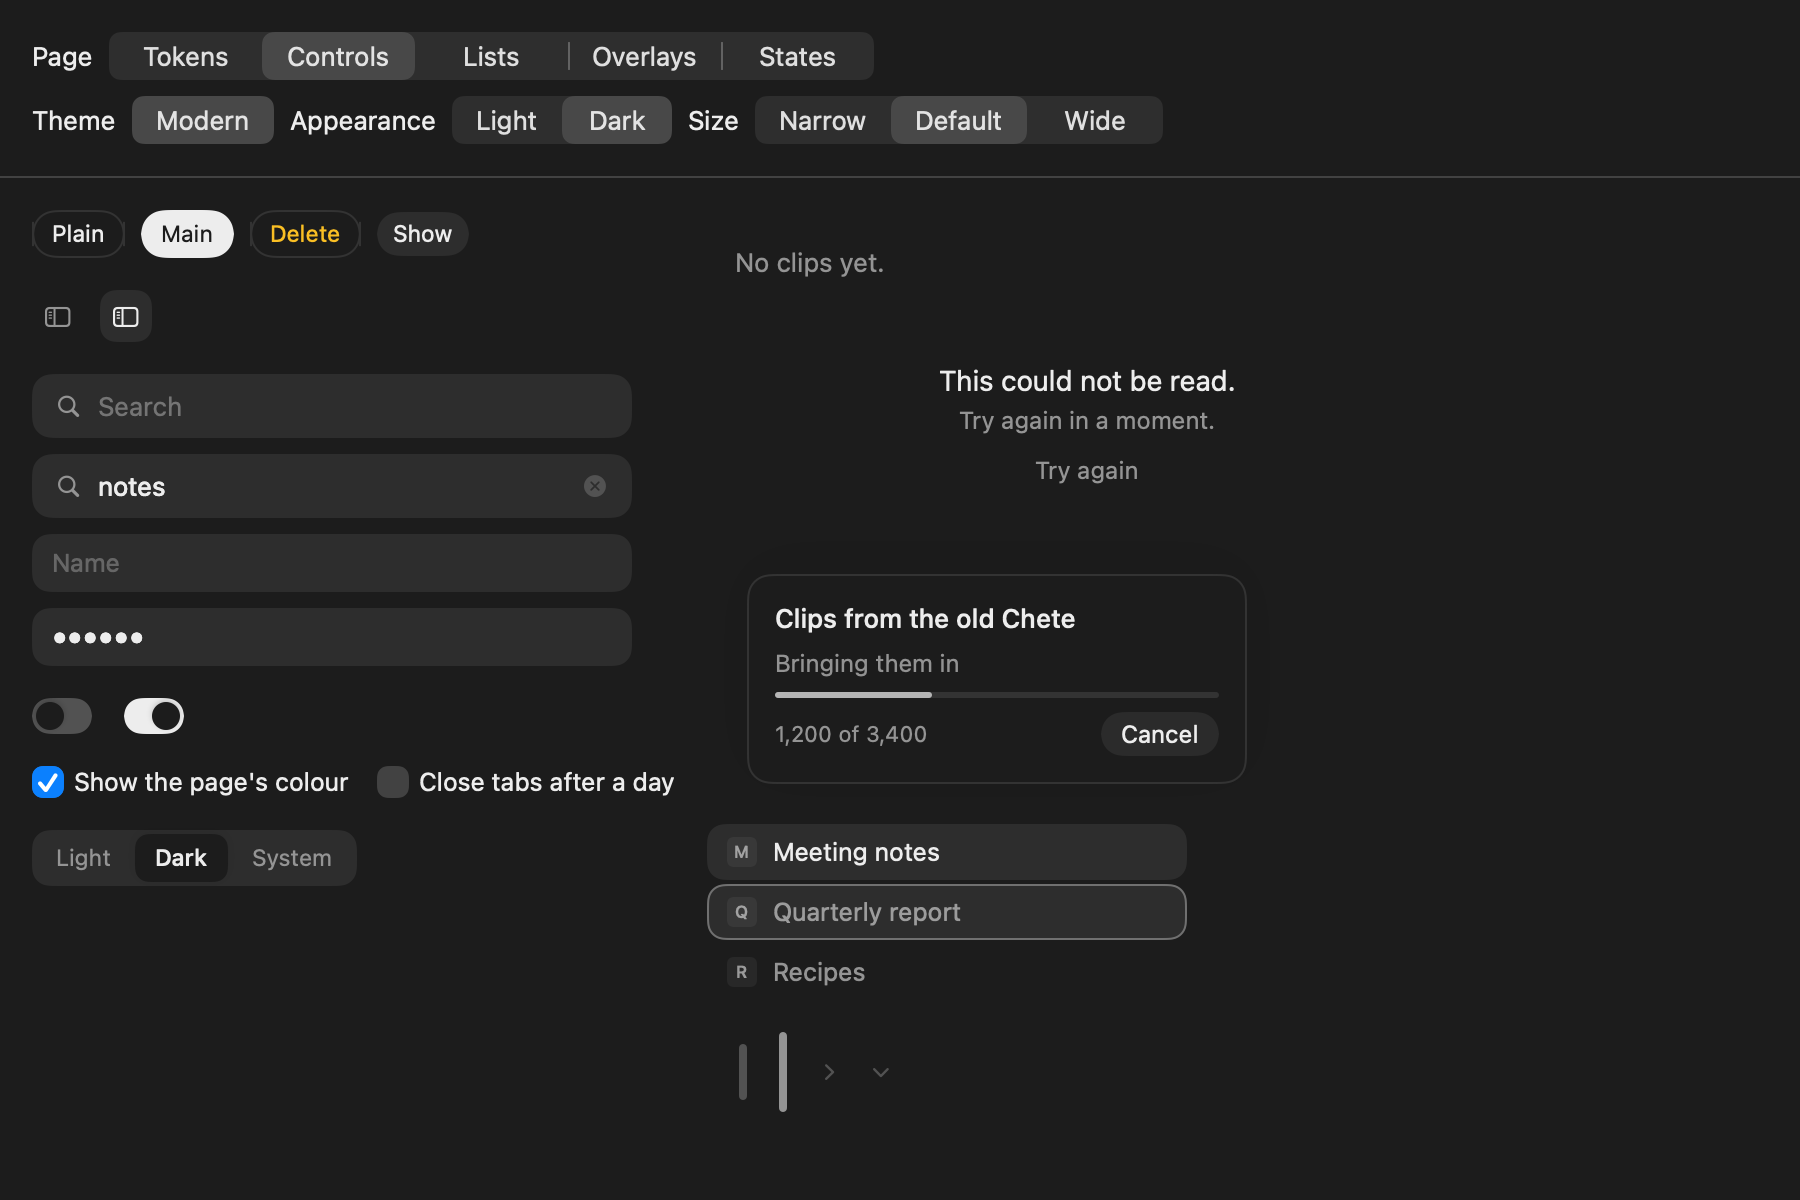 Page Tokens Controls Lists Overlays States
Theme Modern Appearance Light Dark Size Narrow Default Wide
Plain Main Delete Show
Search
notes
Name
Show the page's colour Close tabs after a day
Light Dark System
No clips yet.
This could not be read.
Try again in a moment.
Try again
Clips from the old Chete
Bringing them in
1,200 of 3,400 Cancel
M Meeting notes
Q Quarterly report
R Recipes